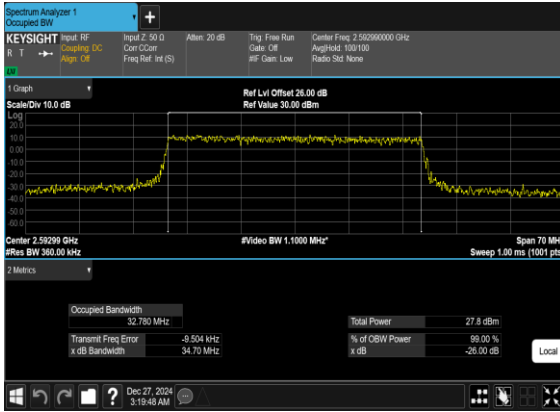 Spectrum Analyzer 1
Occupied BW
+
KEYSIGHT
R T
Input: RF
Coupling: DC
Align: Off
Input Z: 50 Ω
Corr CCorr
Freq Ref: Int (S)
Atten: 20 dB
Trig: Free Run
Gate: Off
#IF Gain: Low
Center Freq: 2.592990000 GHz
Avg|Hold: 100/100
Radio Std: None
1 Graph
Scale/Div 10.0 dB
Ref Lvl Offset 26.00 dB
Ref Value 30.00 dBm
Log
20.0
10.0
0.00
-10.0
-20.0
-30.0
-40.0
-50.0
-60.0
Center 2.59299 GHz
#Video BW 1.1000 MHz*
Span 70 MH
#Res BW 360.00 kHz
Sweep 1.00 ms (1001 pts
2 Metrics
Occupied Bandwidth
32.780 MHz
Total Power 27.8 dBm
Transmit Freq Error -9.504 kHz
% of OBW Power 99.00 %
x dB Bandwidth 34.70 MHz
x dB -26.00 dB
Local
?
Dec 27, 2024
3:19:48 AM